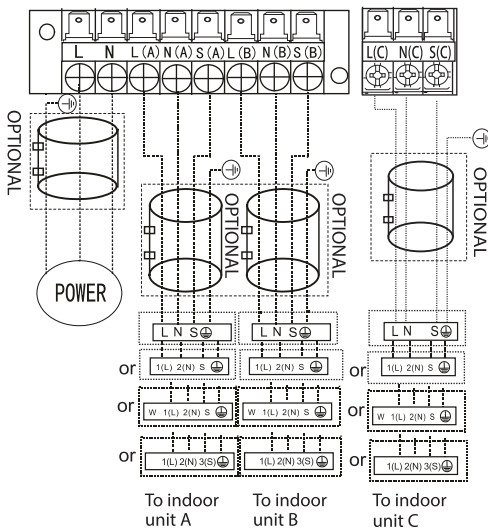 L N L(A) N(A) S(A) L(B) N(B) S(B)
L(C) N(C) S(C)
OPTIONAL
OPTIONAL
OPTIONAL
OPTIONAL
POWER
L N S
L N S
L N S
or 1(L) 2(N) S
1(L) 2(N) S
or 1(L) 2(N) S
or W 1(L) 2(N) S
W 1(L) 2(N) S
or W 1(L) 2(N) S
or 1(L) 2(N) 3(S)
1(L) 2(N) 3(S)
or 1(L) 2(N) 3(S)
To indoor
unit A
To indoor
unit B
To indoor
unit C